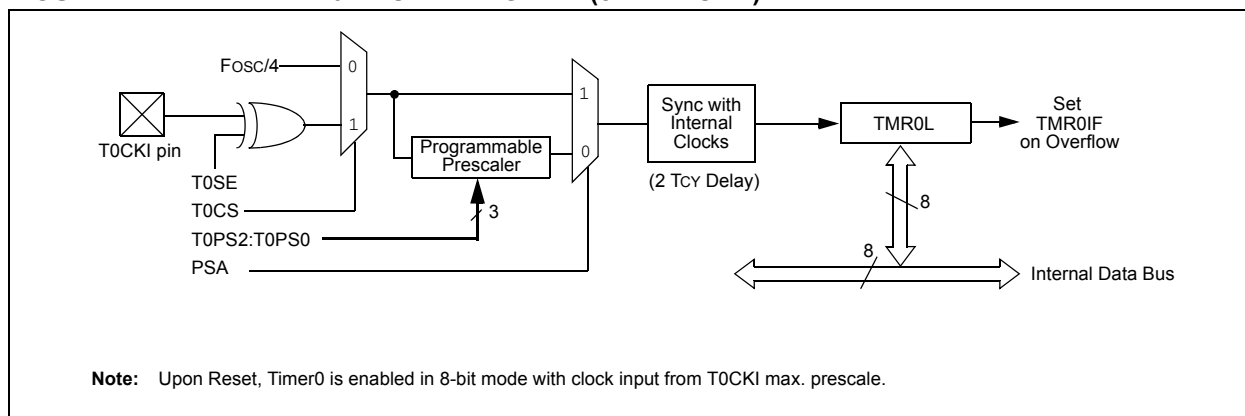 FOSC/4
0
1
T0CKI pin
T0SE
T0CS
T0PS2:T0PS0
PSA
Programmable
Prescaler
3
1
0
Sync with
Internal
Clocks
(2 TCY Delay)
TMR0L
Set
TMR0IF
on Overflow
8
8
Internal Data Bus
Note: Upon Reset, Timer0 is enabled in 8-bit mode with clock input from T0CKI max. prescale.